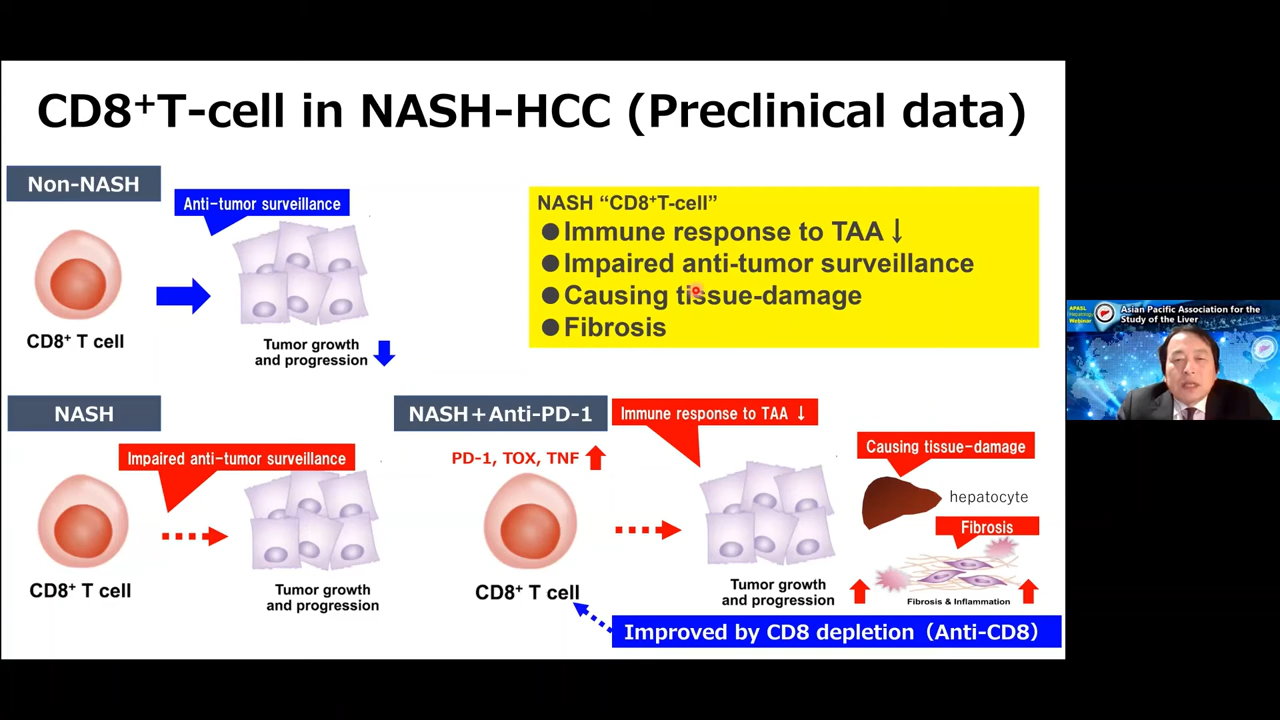 CD8⁺T-cell in NASH-HCC (Preclinical data)
Non-NASH
Anti-tumor surveillance
CD8⁺ T cell
Tumor growth
and progression
NASH “CD8⁺T-cell”
●Immune response to TAA↓
●Impaired anti-tumor surveillance
●Causing tissue-damage
●Fibrosis
NASH
Impaired anti-tumor surveillance
CD8⁺ T cell
Tumor growth
and progression
NASH+Anti-PD-1
PD-1, TOX, TNF
CD8⁺ T cell
Immune response to TAA ↓
Tumor growth
and progression
Causing tissue-damage
hepatocyte
Fibrosis
Fibrosis & Inflammation
Improved by CD8 depletion (Anti-CD8)
APASL
Hepatology
Webinar
Asian Pacific Association for the
Study of the Liver